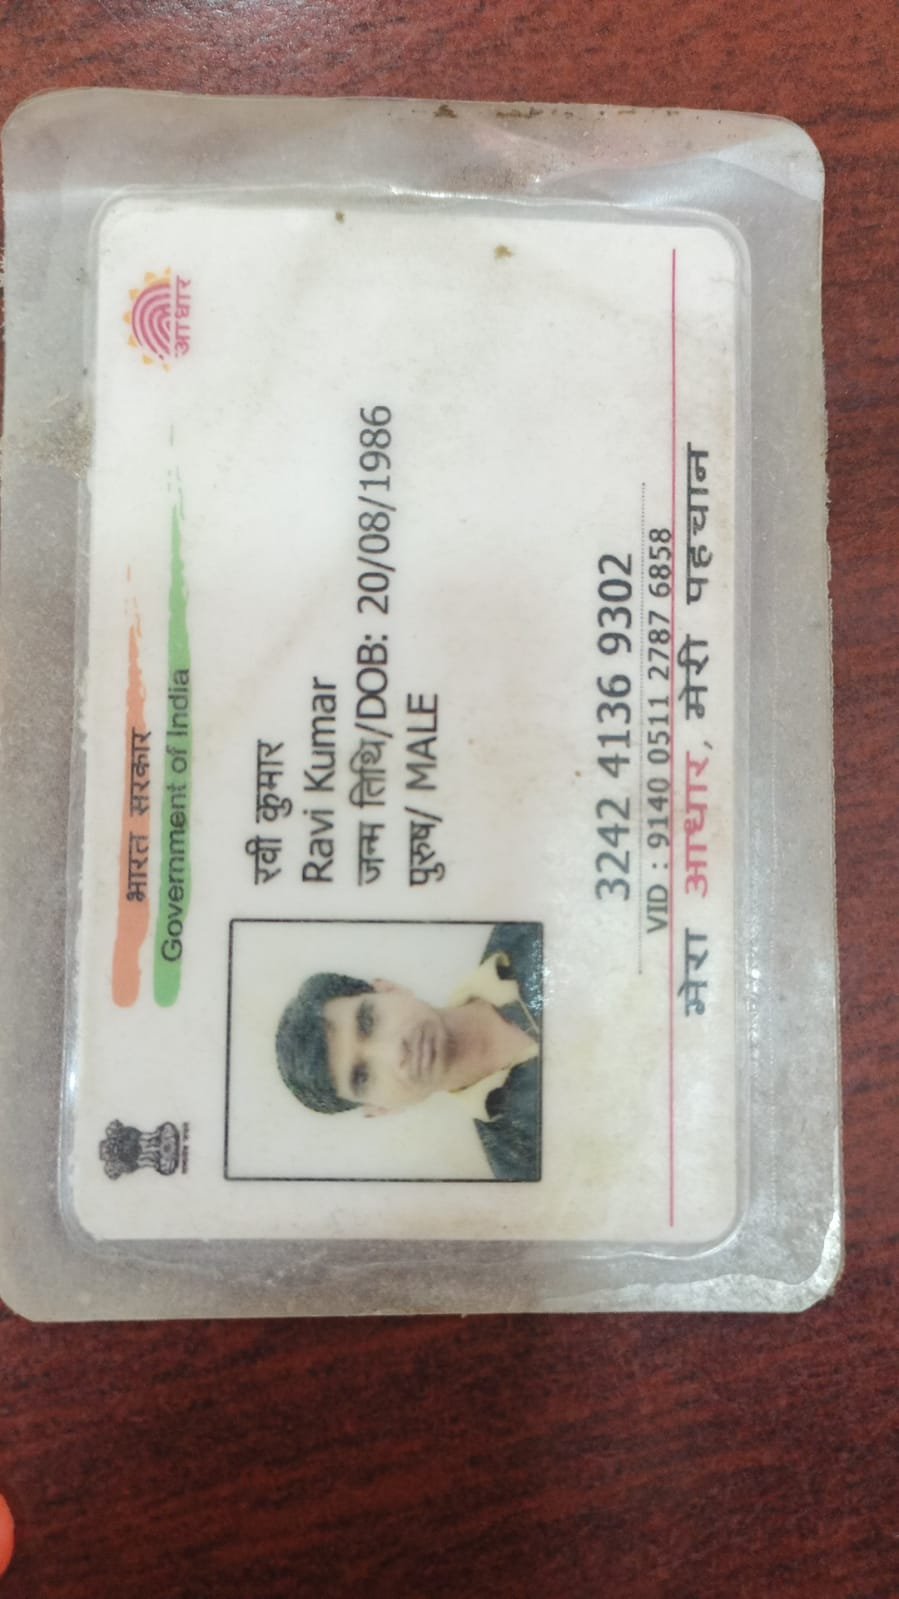 भारत सरकार
Government of India
आधार
रवी कुमार
Ravi Kumar
जन्म तिथि/DOB: 20/08/1986
पुरुष/ MALE
3242 4136 9302
VID : 9140 0511 2787 6858
मेरा आधार, मेरी पहचान